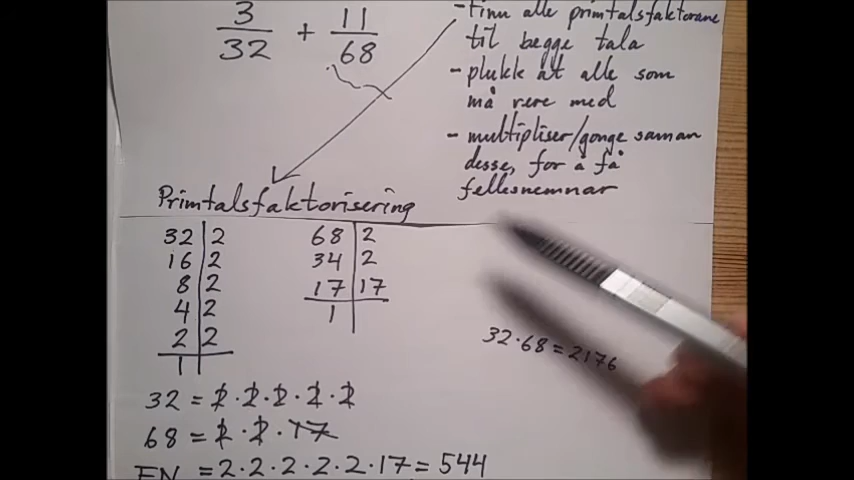 3/32 + 11/68
- finn alle primtalsfaktorane
til begge tala
- plukk ut alle som
må vere med
- multipliser/gonge saman
desse, for å få
fellesnemnar
Primtalsfaktorisering
32 | 2
16 | 2
8 | 2
4 | 2
2 | 2
1 |
68 | 2
34 | 2
17 | 17
1 |
32 · 68 = 2176
32 = 2 · 2 · 2 · 2 · 2
68 = 2 · 2 · 17
FN = 2 · 2 · 2 · 2 · 2 · 17 = 544